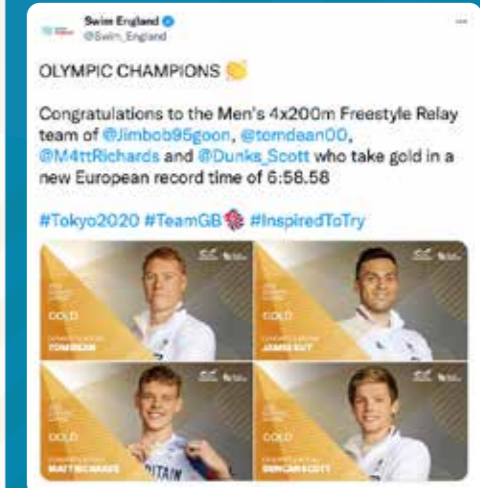 Swim England
@Swim_England
OLYMPIC CHAMPIONS 👏
Congratulations to the Men's 4x200m Freestyle Relay
team of @Jimbob95goon, @tomdean00,
@M4ttRichards and @Dunks_Scott who take gold in a
new European record time of 6:58.58
#Tokyo2020 #TeamGB #InspiredToTry
GOLD
TOM DEAN
GOLD
JAMES GUY
GOLD
MATT RICHARDS
GOLD
DUNCAN SCOTT